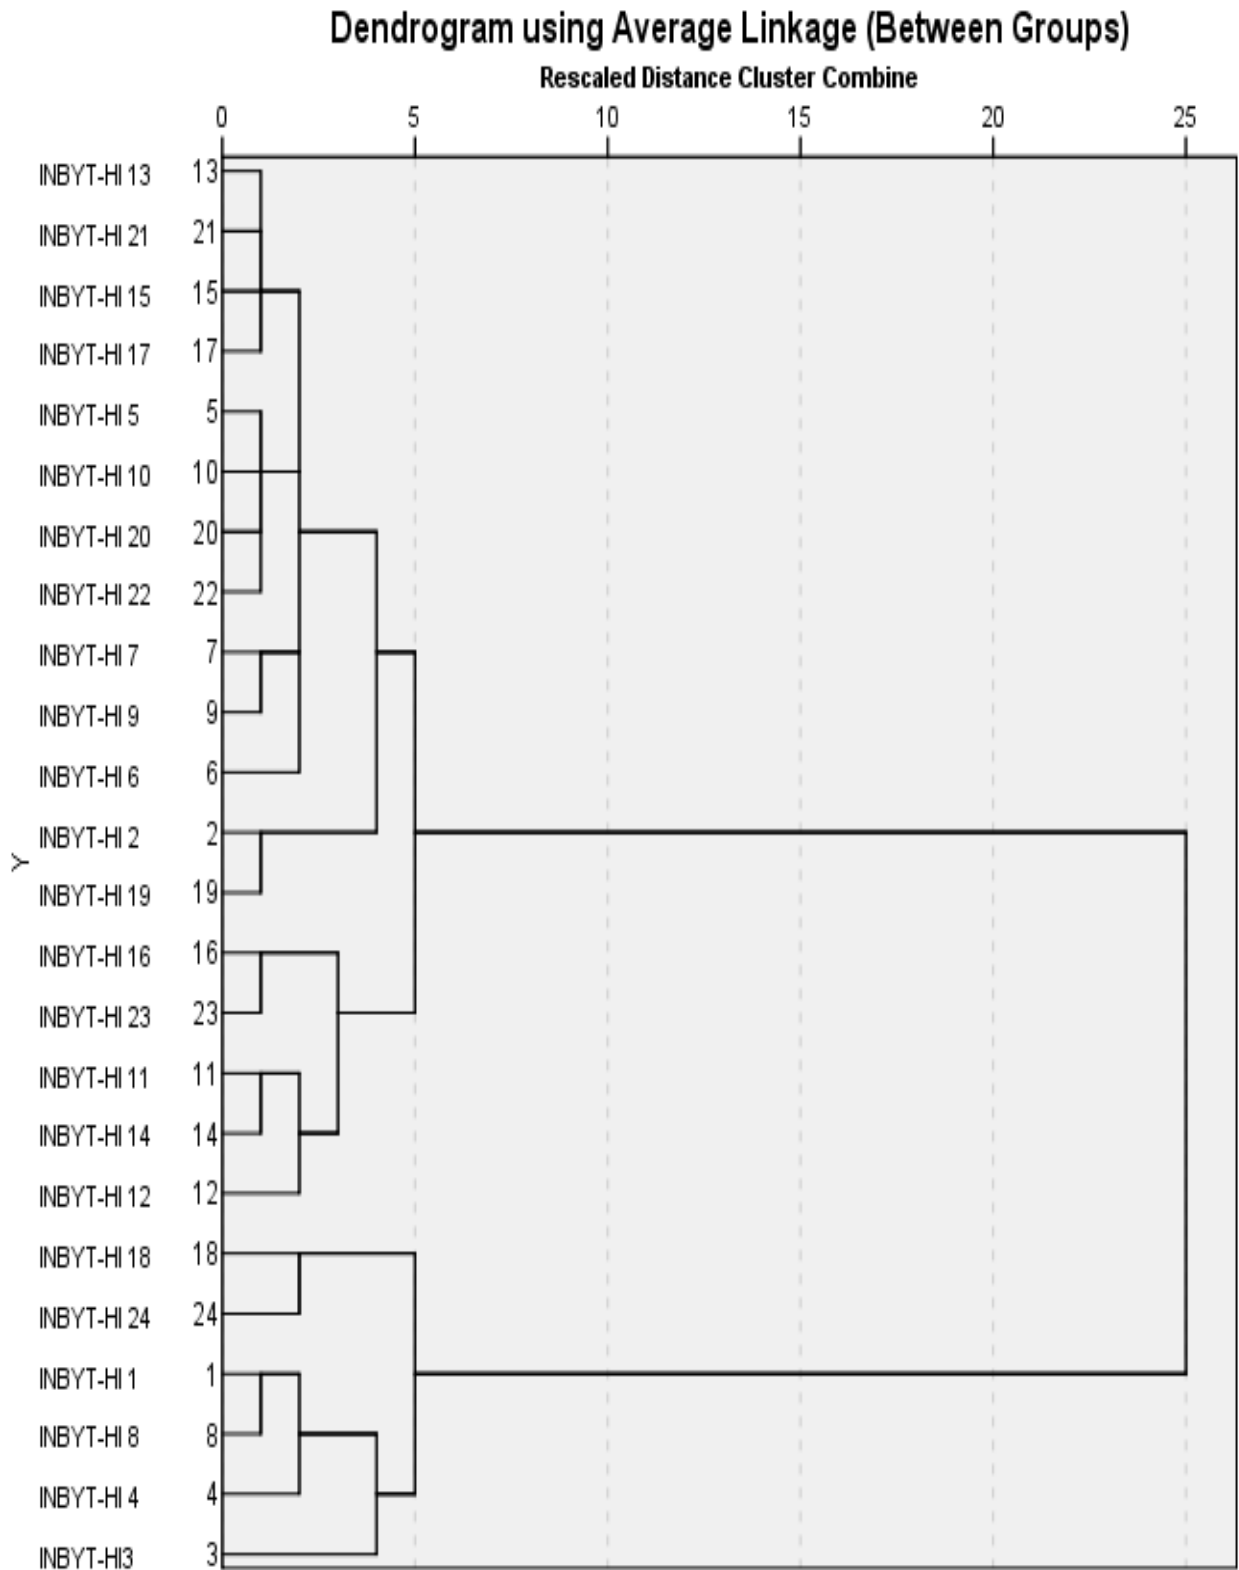 Dendrogram using Average Linkage (Between Groups)
Rescaled Distance Cluster Combine
0 5 10 15 20 25
INBYT-HI 13 13
INBYT-HI 21 21
INBYT-HI 15 15
INBYT-HI 17 17
INBYT-HI 5 5
INBYT-HI 10 10
INBYT-HI 20 20
INBYT-HI 22 22
INBYT-HI 7 7
INBYT-HI 9 9
INBYT-HI 6 6
INBYT-HI 2 2
Y
INBYT-HI 19 19
INBYT-HI 16 16
INBYT-HI 23 23
INBYT-HI 11 11
INBYT-HI 14 14
INBYT-HI 12 12
INBYT-HI 18 18
INBYT-HI 24 24
INBYT-HI 1 1
INBYT-HI 8 8
INBYT-HI 4 4
INBYT-HI3 3